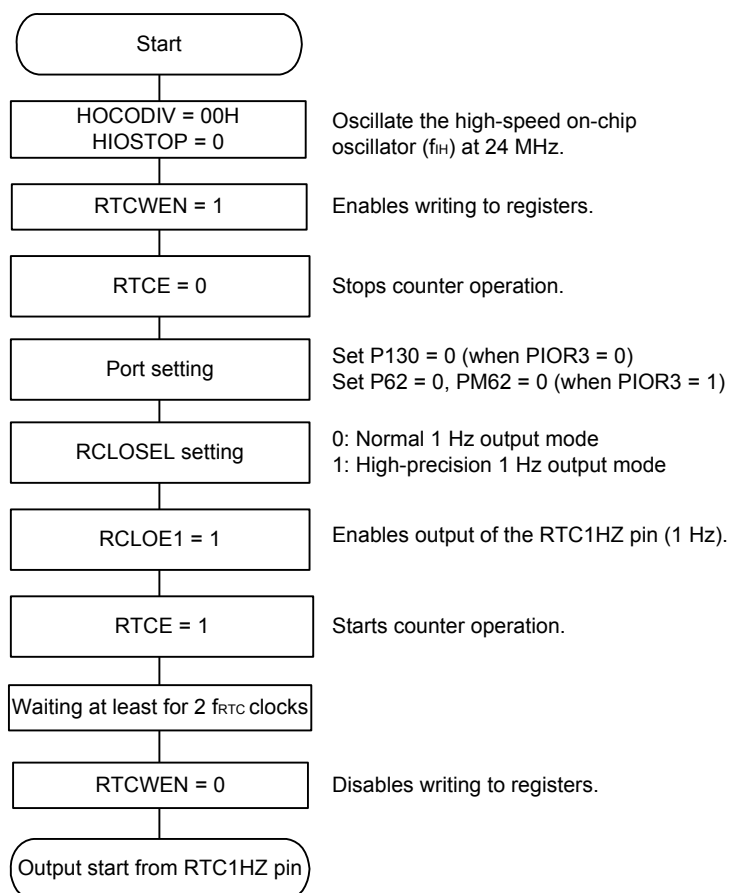 Start
HOCODIV = 00H
HIOSTOP = 0
Oscillate the high-speed on-chip
oscillator (fIH) at 24 MHz.
RTCWEN = 1
Enables writing to registers.
RTCE = 0
Stops counter operation.
Port setting
Set P130 = 0 (when PIOR3 = 0)
Set P62 = 0, PM62 = 0 (when PIOR3 = 1)
RCLOSEL setting
0: Normal 1 Hz output mode
1: High-precision 1 Hz output mode
RCLOE1 = 1
Enables output of the RTC1HZ pin (1 Hz).
RTCE = 1
Starts counter operation.
Waiting at least for 2 fRTC clocks
RTCWEN = 0
Disables writing to registers.
Output start from RTC1HZ pin